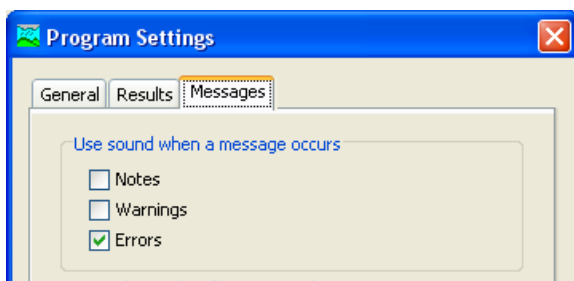 Program Settings
General Results Messages
Use sound when a message occurs
Notes
Warnings
Errors